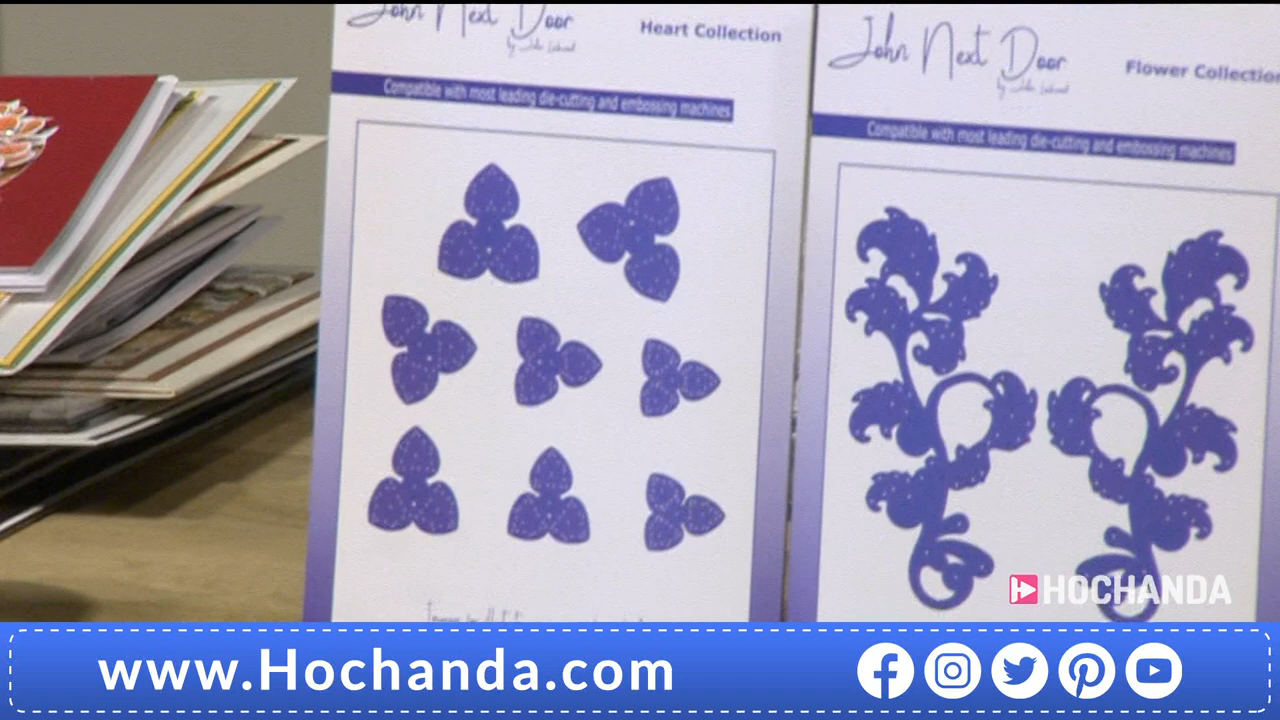 John Next Door
Heart Collection
Compatible with most leading die-cutting and embossing machines
John Next Door
Flower Collection
Compatible with most leading die-cutting and embossing machines
HOCHANDA
www.Hochanda.com